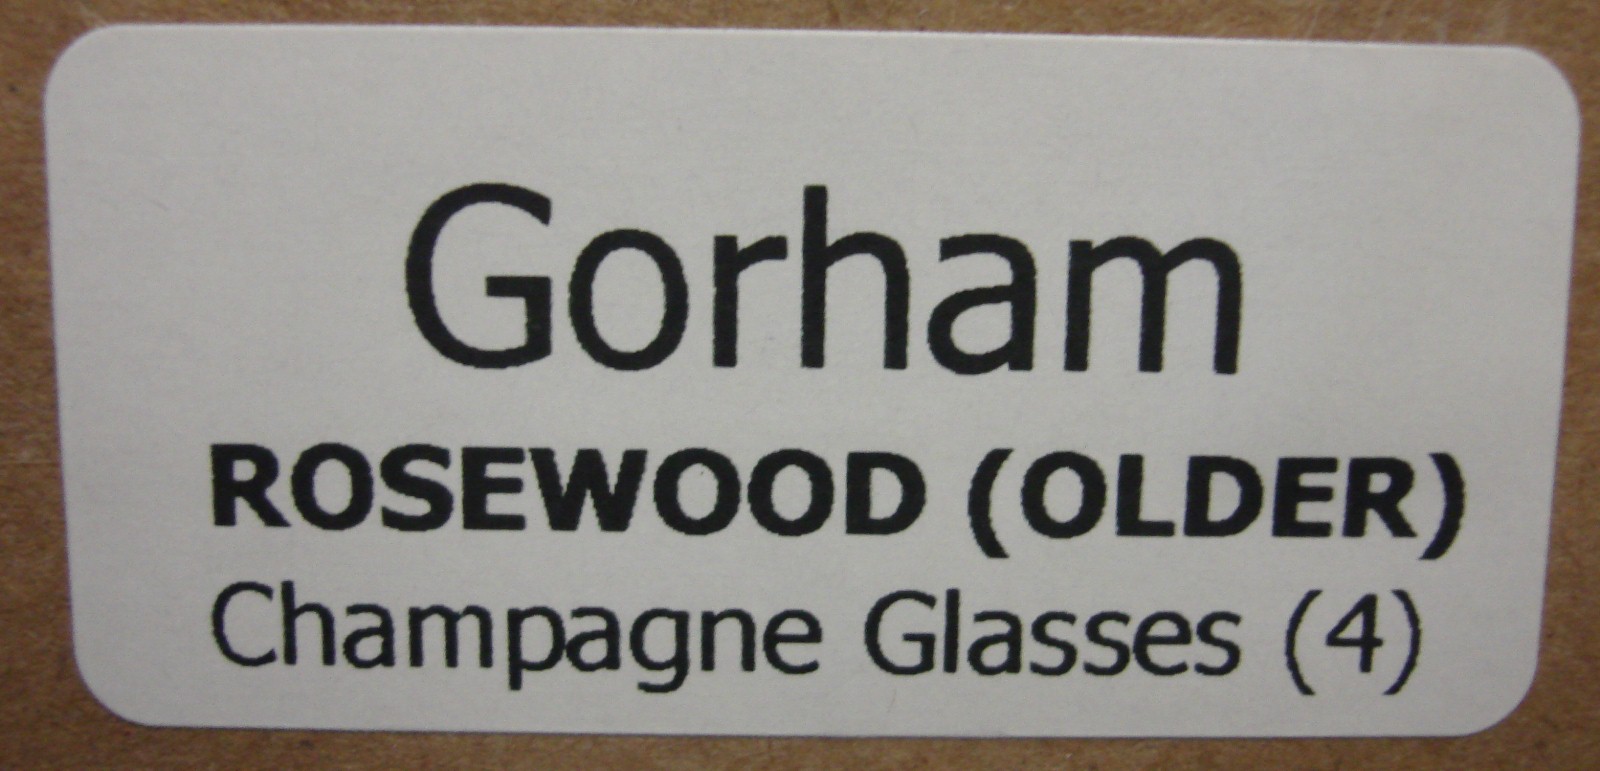 Gorham
ROSEWOOD (OLDER)
Champagne Glasses (4)